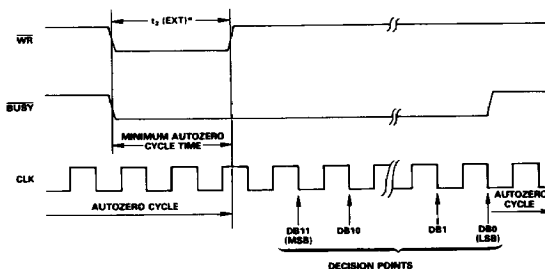 t₂ (EXT)*
WR
BUSY
MINIMUM AUTOZERO
CYCLE TIME
CLK
AUTOZERO CYCLE
AUTOZERO
CYCLE
DB11
(MSB)
DB10
DB1
DB0
(LSB)
DECISION POINTS